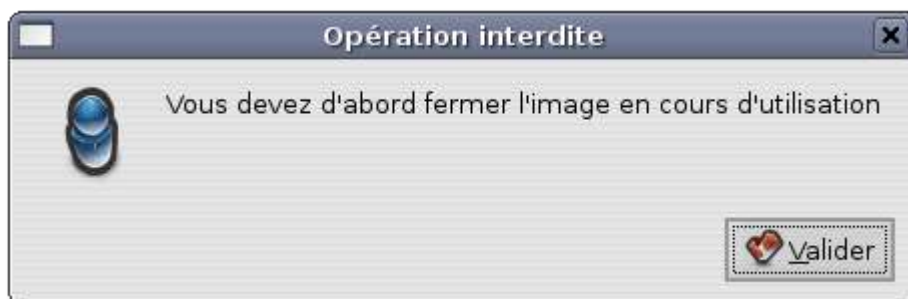 Opération interdite
Vous devez d'abord fermer l'image en cours d'utilisation
Valider